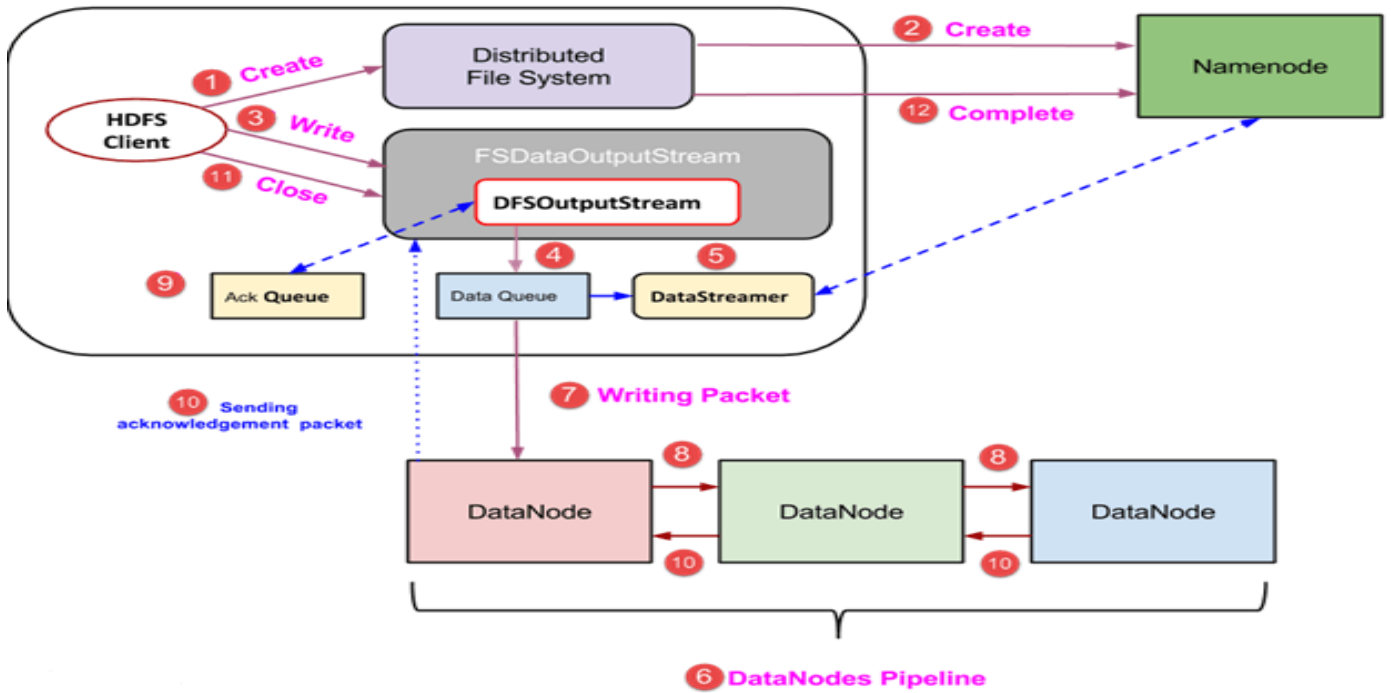 Distributed
File System
2 Create
Namenode
1 Create
12 Complete
HDFS
Client
3 Write
FSDataOutputStream
11 Close
DFSOutputStream
4
5
9
Ack Queue
Data Queue
DataStreamer
10 Sending
acknowledgement packet
7 Writing Packet
8
8
DataNode
DataNode
DataNode
10
10
6 DataNodes Pipeline